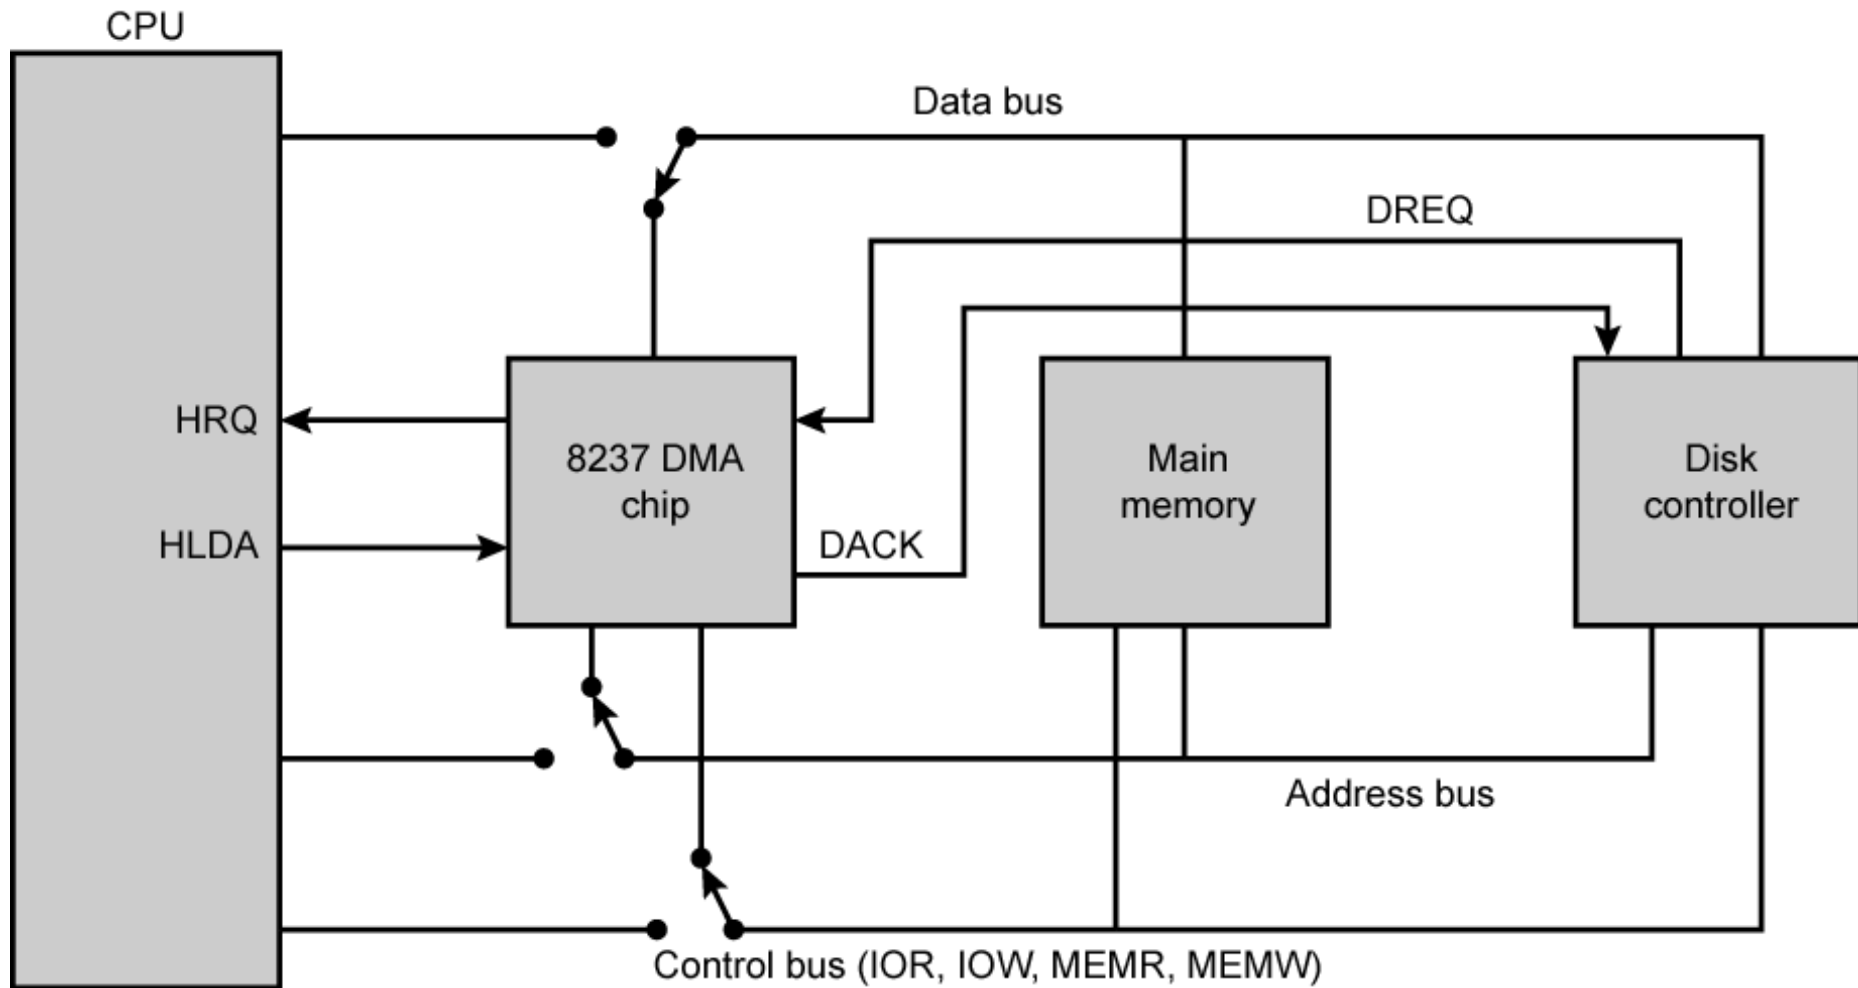 CPU
Data bus
DREQ
HRQ
8237 DMA
chip
Main
memory
Disk
controller
HLDA
DACK
Address bus
Control bus (IOR, IOW, MEMR, MEMW)